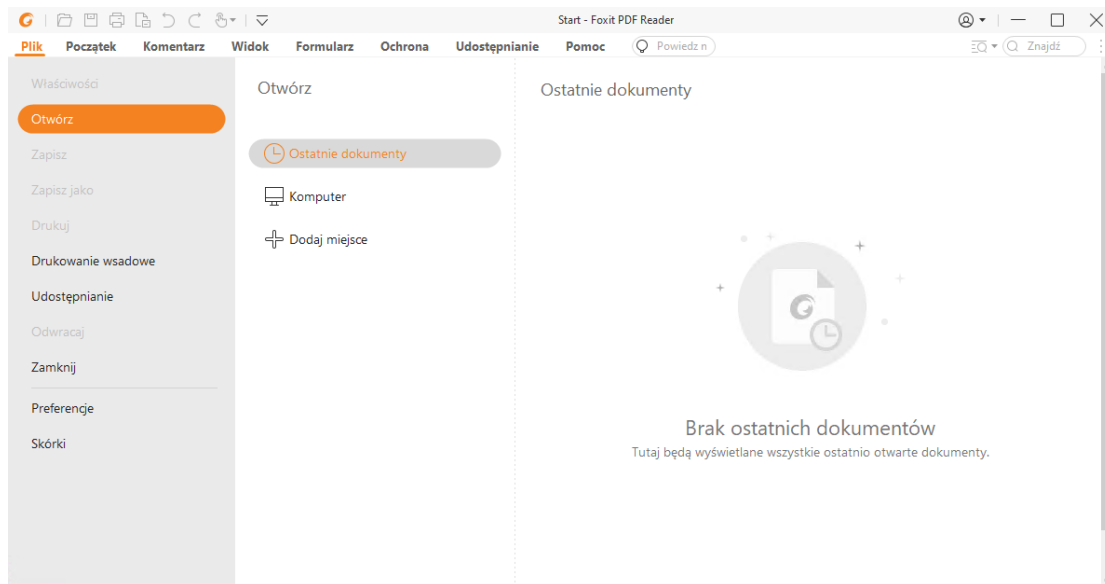 Start - Foxit PDF Reader
Plik Początek Komentarz Widok Formularz Ochrona Udostępnianie Pomoc Powiedz n Znajdź
Właściwości
Otwórz
Zapisz
Zapisz jako
Drukuj
Drukowanie wsadowe
Udostępnianie
Odwracaj
Zamknij
Preferencje
Skórki
Otwórz
Ostatnie dokumenty
Komputer
Dodaj miejsce
Ostatnie dokumenty
Brak ostatnich dokumentów
Tutaj będą wyświetlane wszystkie ostatnio otwarte dokumenty.